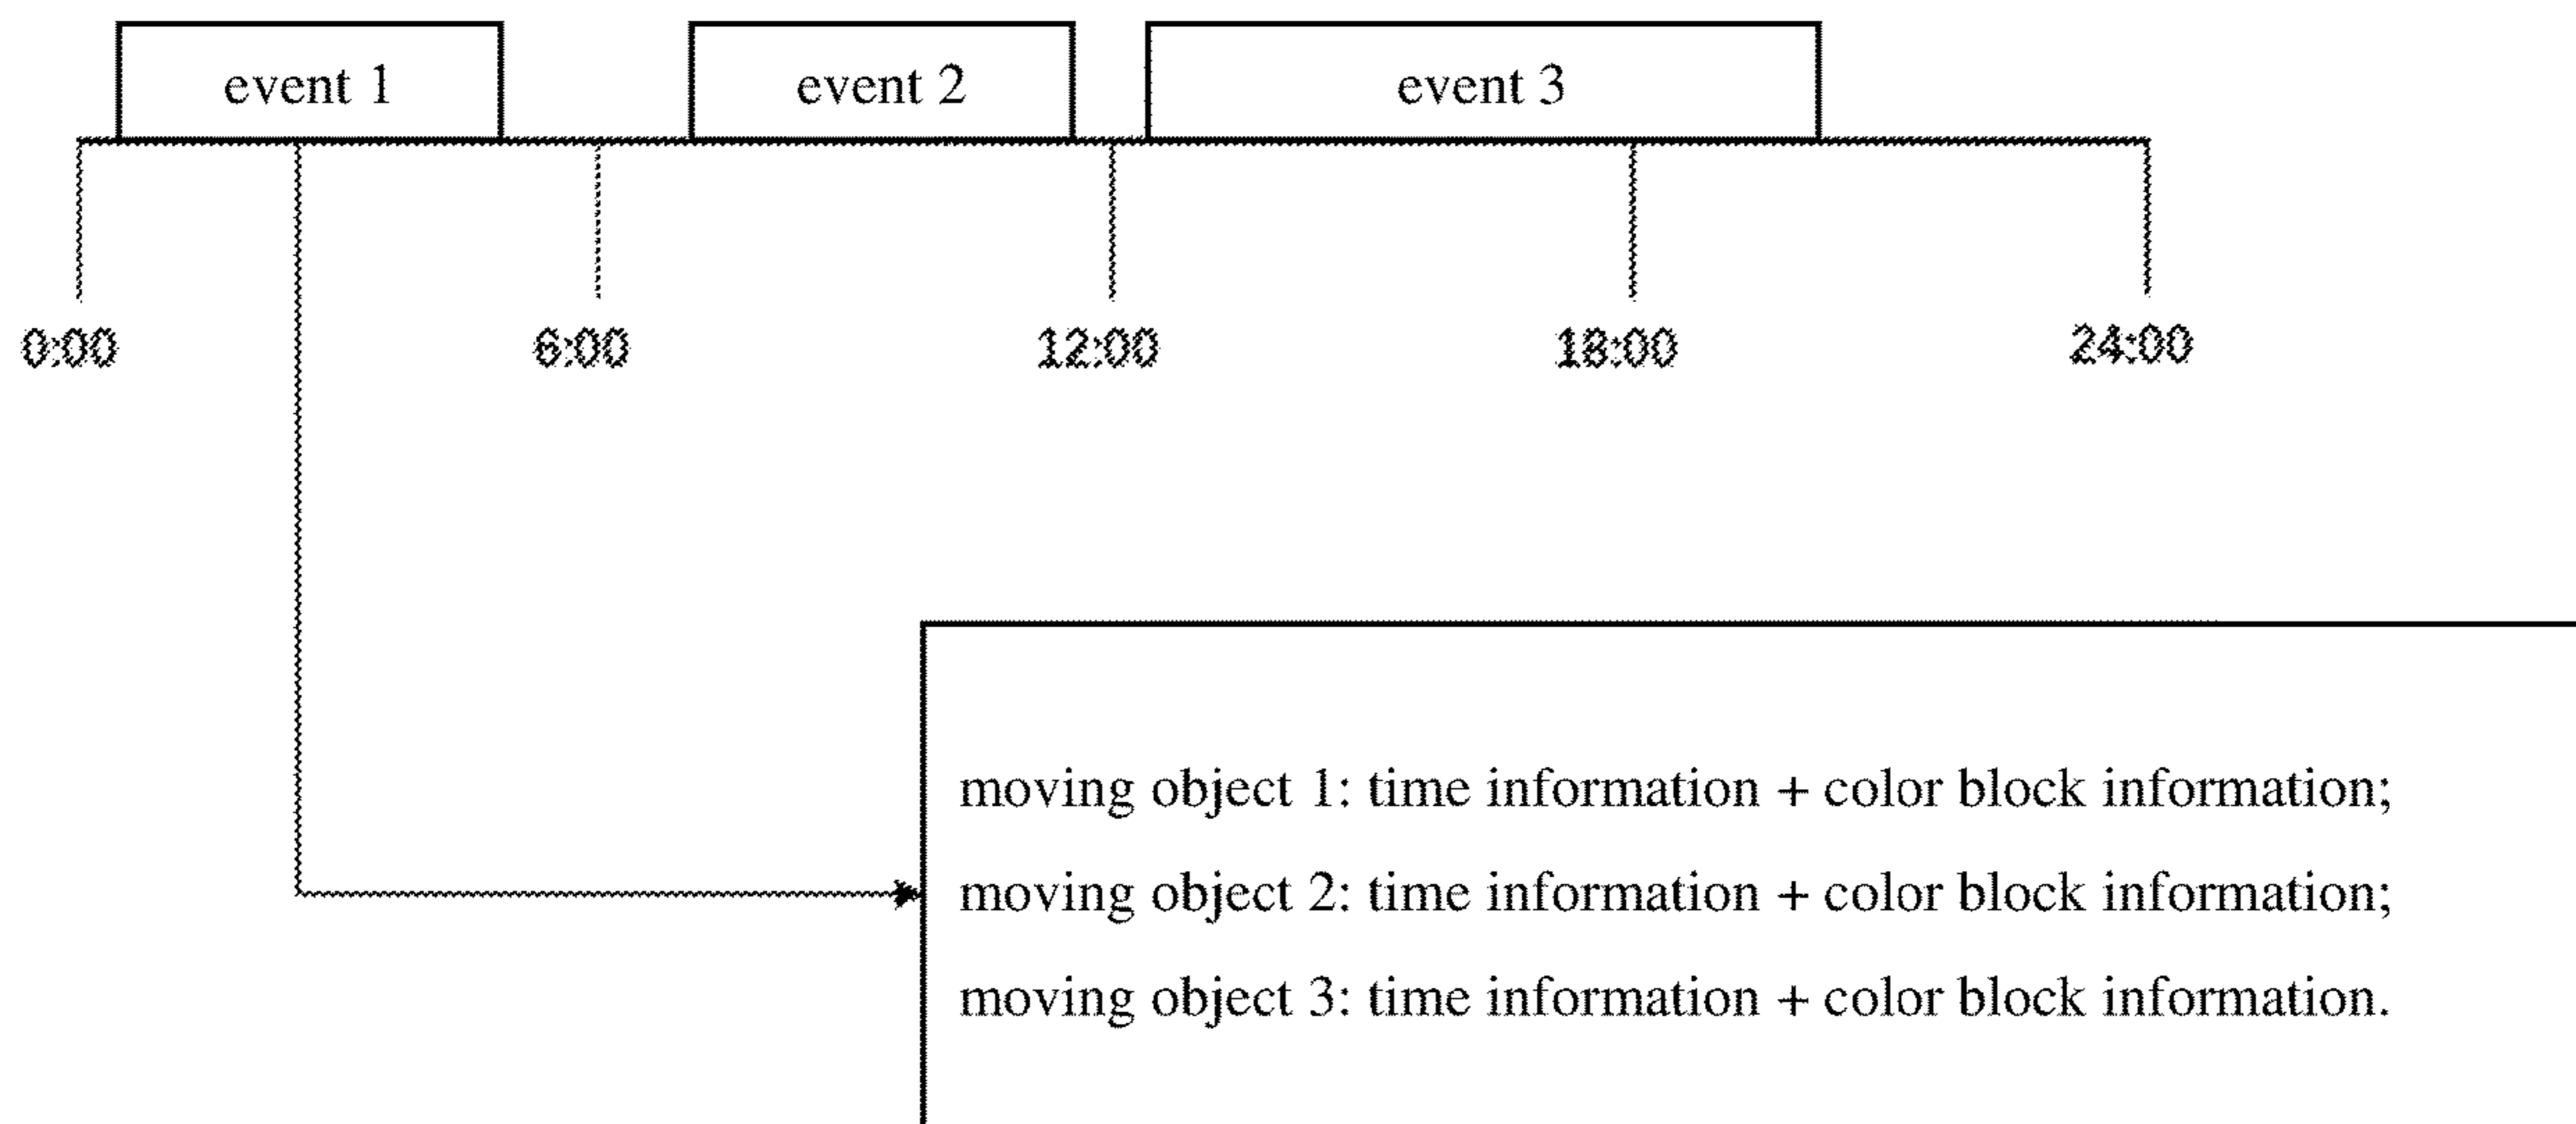 event 1 event 2 event 3
0:00 6:00 12:00 18:00 24:00
moving object 1: time information + color block information;
moving object 2: time information + color block information;
moving object 3: time information + color block information.